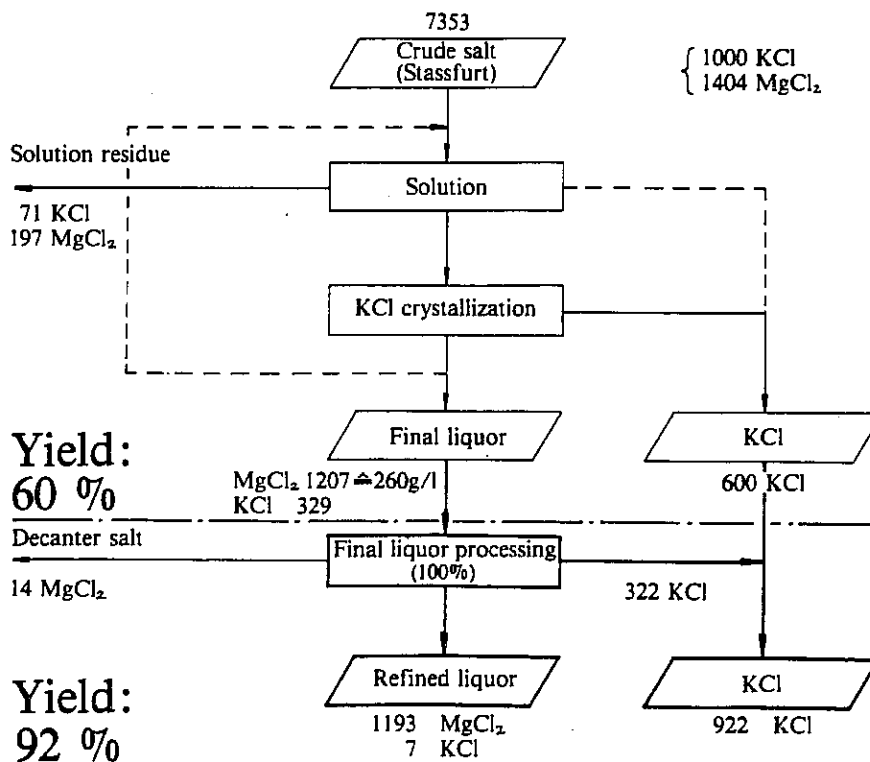 7353
Crude salt
(Stassfurt)
1000 KCl
1404 MgCl₂
Solution residue
71 KCl
197 MgCl₂
Solution
KCl crystallization
Final liquor
KCl
Yield:
60 %
MgCl₂ 1207 ≙ 260g/l
KCl 329
600 KCl
Decanter salt
14 MgCl₂
Final liquor processing
(100%)
322 KCl
Refined liquor
KCl
Yield:
92 %
1193 MgCl₂
7 KCl
922 KCl